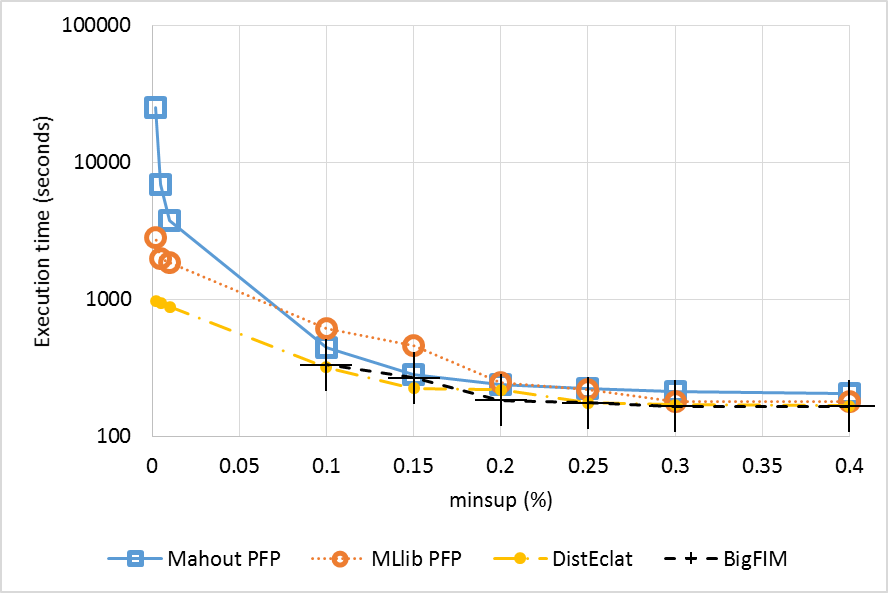 100000
10000
1000
100
Execution time (seconds)
0 0.05 0.1 0.15 0.2 0.25 0.3 0.35 0.4
minsup (%)
Mahout PFP MLlib PFP DistEclat BigFIM